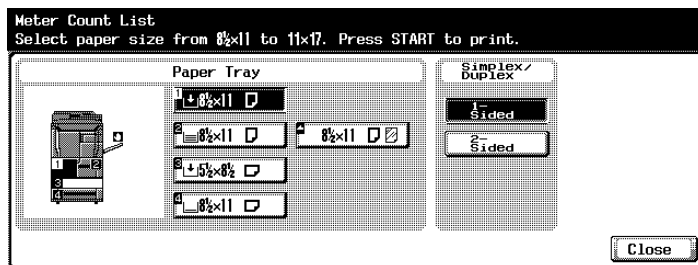 Meter Count List
Select paper size from 8½×11 to 11×17. Press START to print.
Paper Tray
Simplex/
Duplex
1 8½×11
1-
Sided
2 8½×11
8½×11
2-
Sided
3 5½×8½
4 8½×11
1 2
3
4
Close